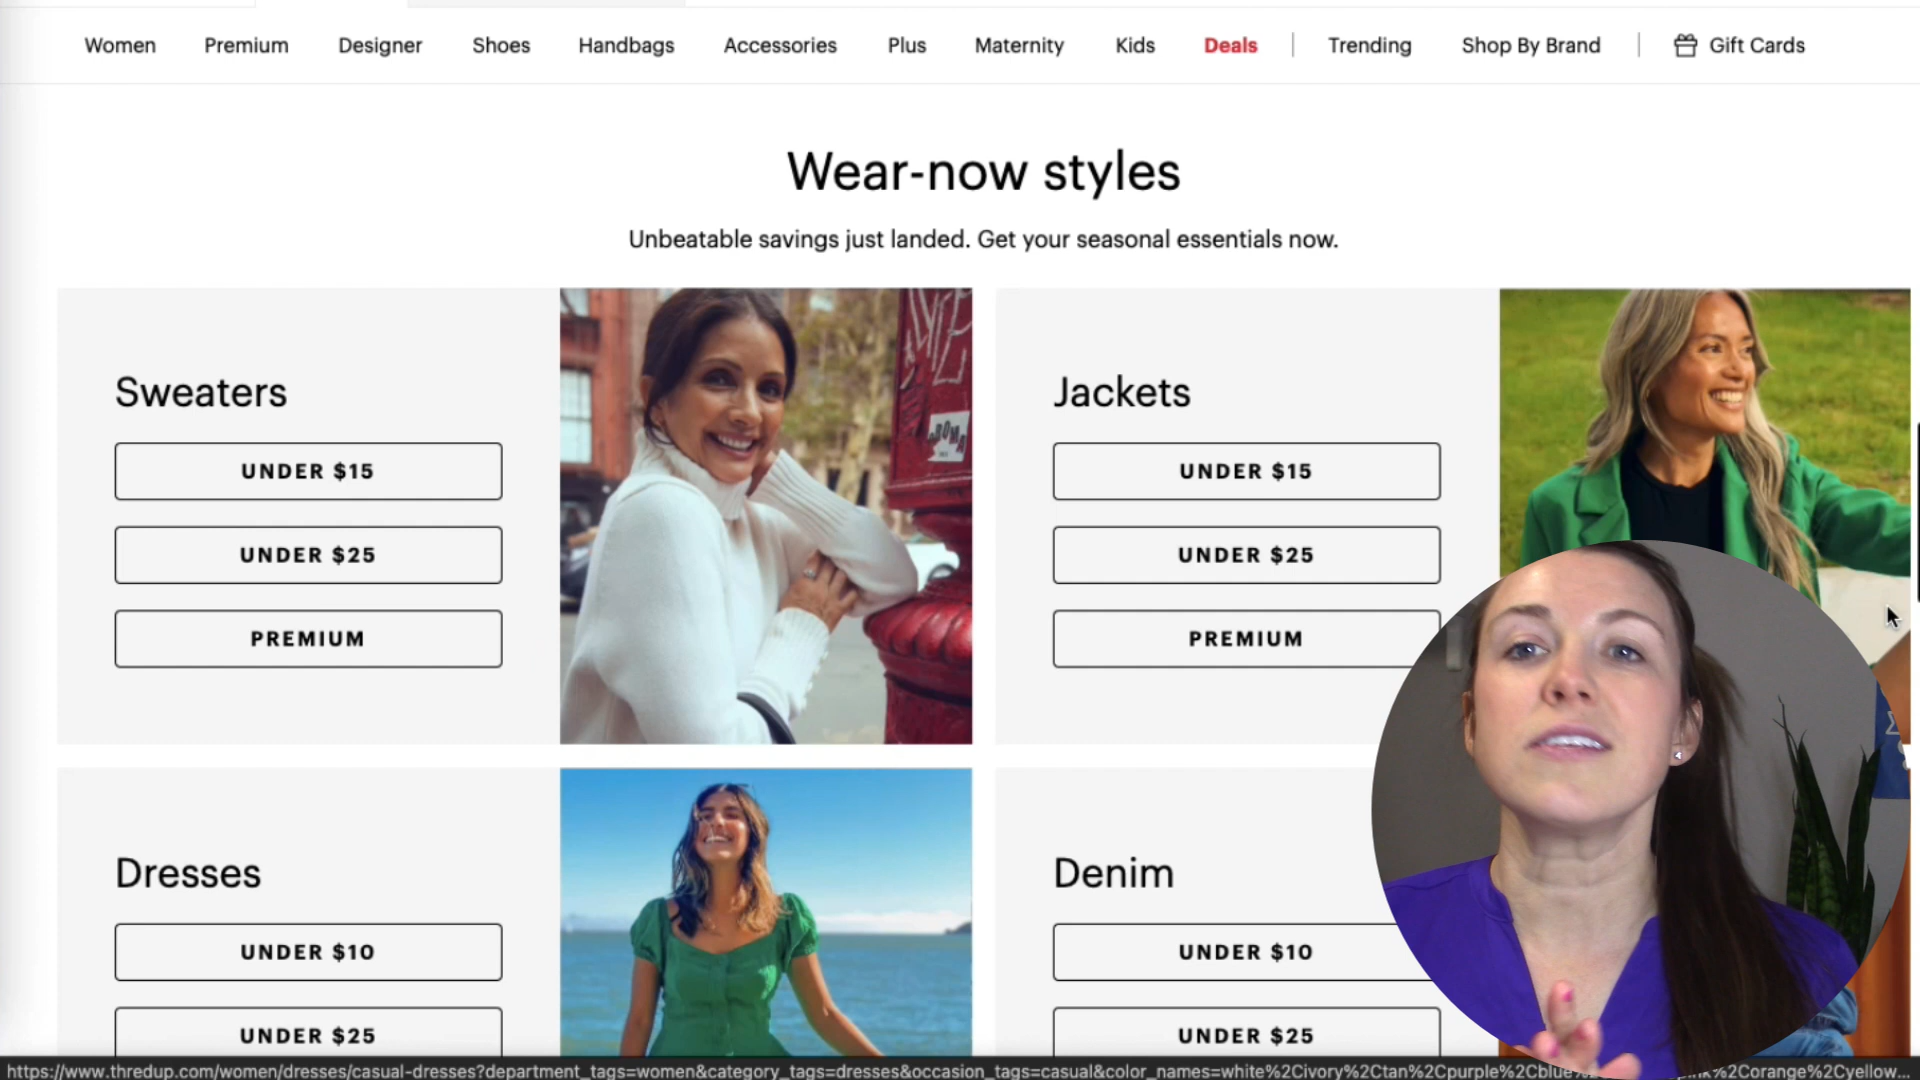 Women Premium Designer Shoes Handbags Accessories Plus Maternity Kids Deals Trending Shop By Brand Gift Cards
Wear-now styles
Unbeatable savings just landed. Get your seasonal essentials now.
Sweaters
UNDER $15
UNDER $25
PREMIUM
Jackets
UNDER $15
UNDER $25
PREMIUM
Dresses
UNDER $10
UNDER $25
Denim
UNDER $10
UNDER $25
https://www.thredup.com/women/dresses/casual-dresses?department_tags=women&category_tags=dresses&occasion_tags=casual&color_names=white%2Civory%2Ctan%2Cpurple%2Cblue%2C %2Corange%2Cyellow...